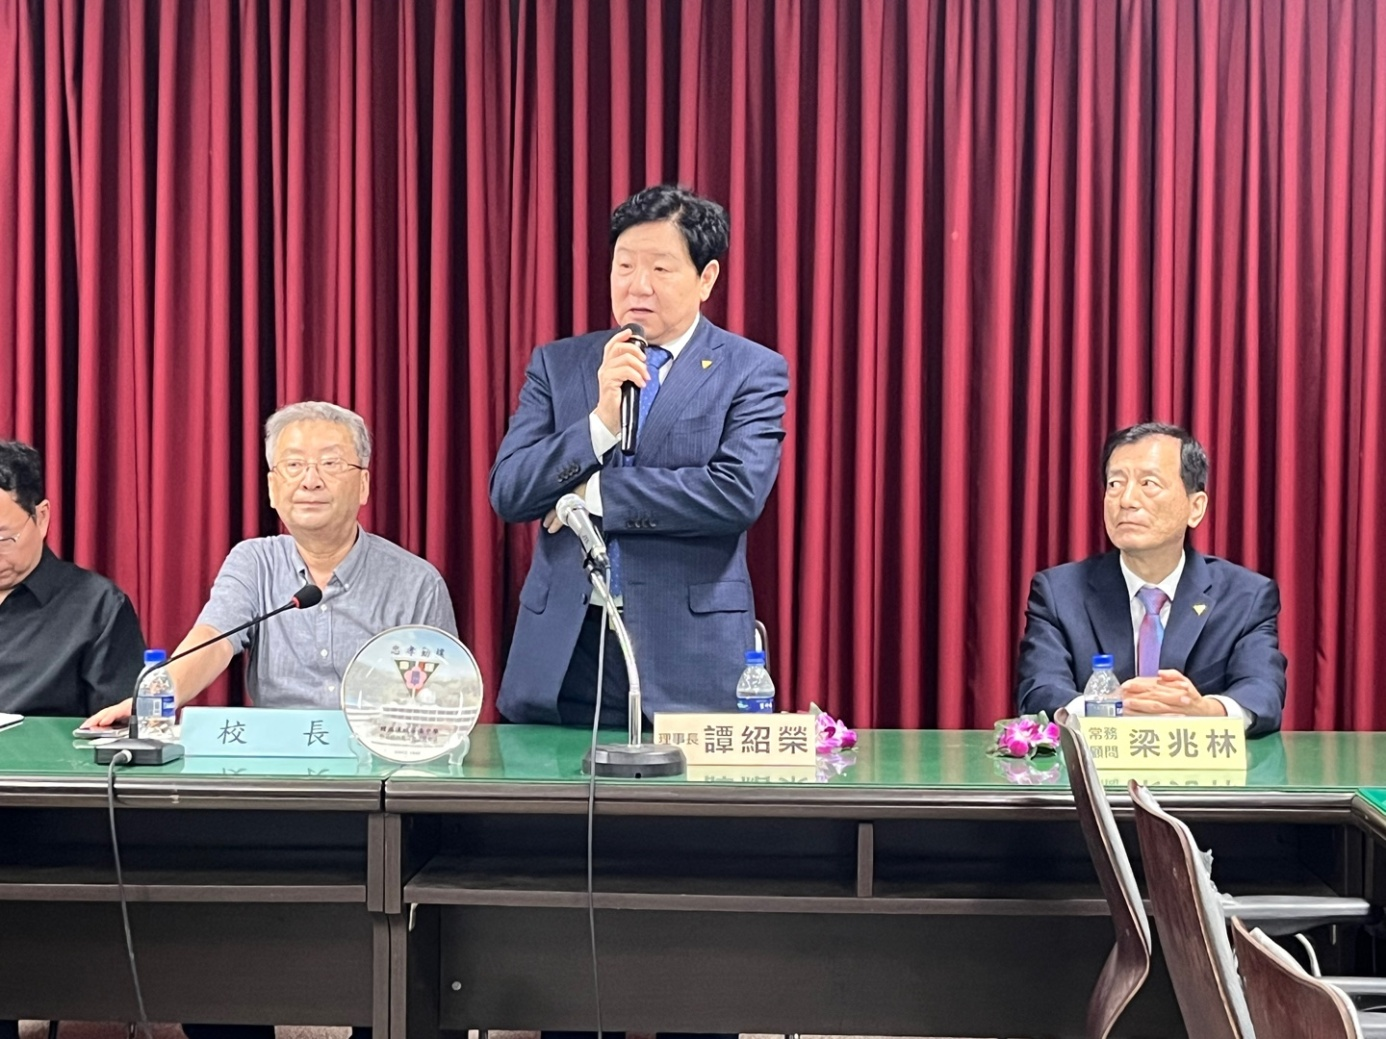 忠孝勤樸
校 長
理事長 譚紹榮
常務
顧問 梁兆林